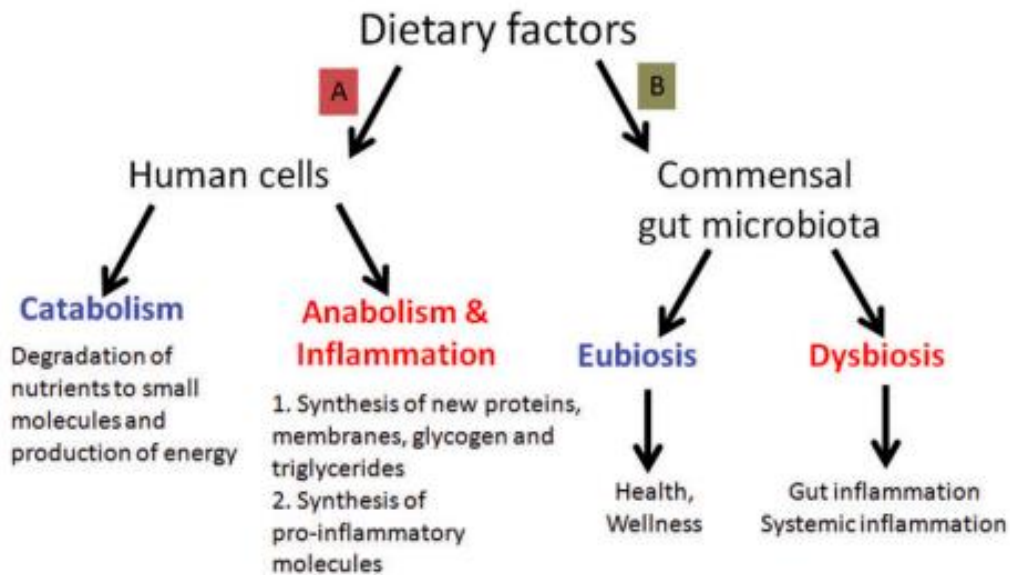 Dietary factors
A
B
Human cells
Commensal
gut microbiota
Catabolism
Degradation of
nutrients to small
molecules and
production of energy
Anabolism &
Inflammation
1. Synthesis of new proteins,
membranes, glycogen and
triglycerides
2. Synthesis of
pro-inflammatory
molecules
Eubiosis
Health,
Wellness
Dysbiosis
Gut inflammation
Systemic inflammation